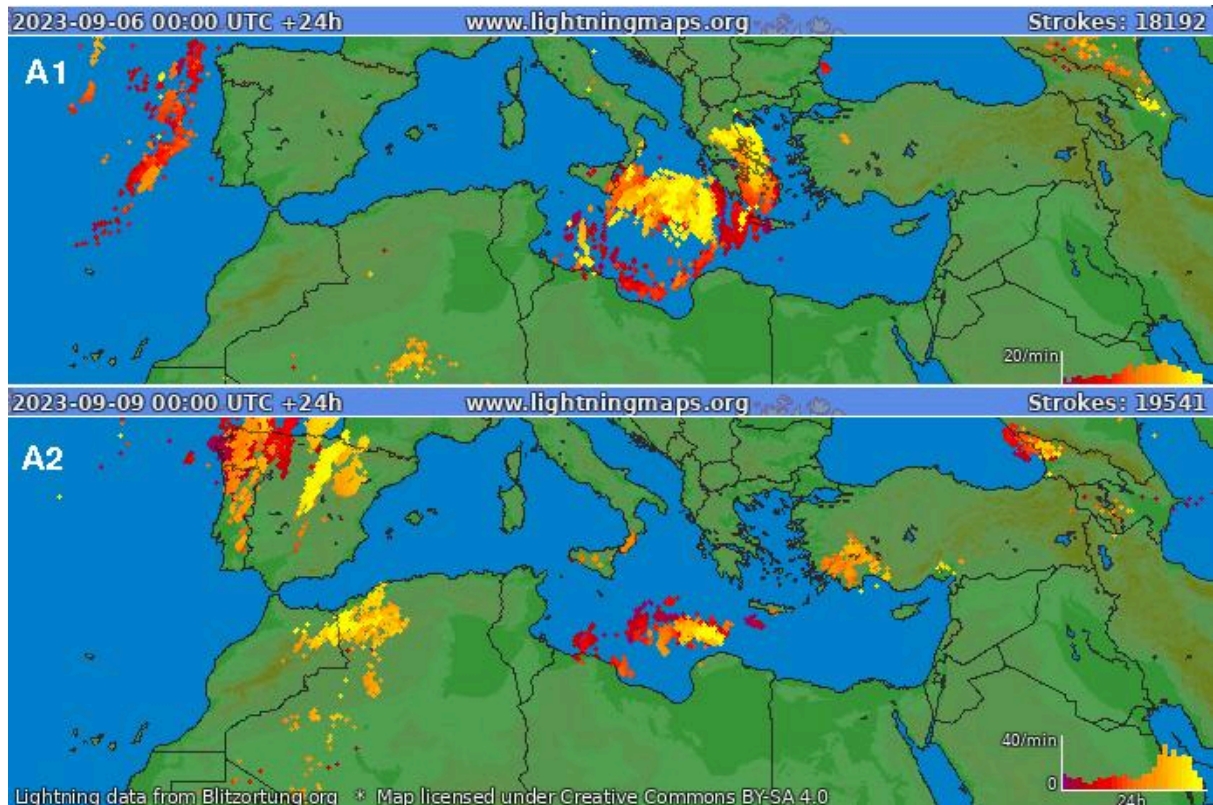 2023-09-06 00:00 UTC +24h www.lightningmaps.org Strokes: 18192
A1
20/min
2023-09-09 00:00 UTC +24h www.lightningmaps.org Strokes: 19541
A2
40/min
0
24h
Lightning data from Blitzortung.org * Map licensed under Creative Commons BY-SA 4.0